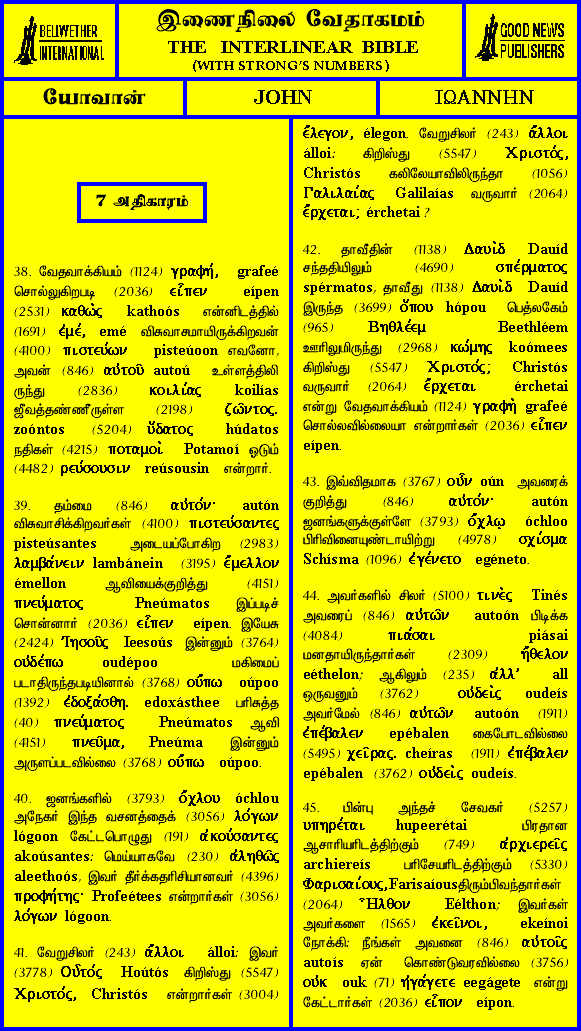 BELLWETHER
INTERNATIONAL
இணைநிலை வேதாகமம்
THE INTERLINEAR BIBLE
(WITH STRONG'S NUMBERS)
GOOD NEWS
PUBLISHERS
யோவான்
JOHN
ΙΩΑΝΝΗΝ
7 அதிகாரம்
38. வேதவாக்கியம் (1124) γραφή, grafeé
சொல்லுகிறபடி (2036) εἶπεν eípen
(2531) καθὼς kathoós என்னிடத்தில்
(1691) ἐμέ, emé விசுவாசமாயிருக்கிறவன்
(4100) πιστεύων pisteúoon எவனோ,
அவன் (846) αὐτοῦ autoú உள்ளத்திலி
ருந்து (2836) κοιλίας koilías
ஜீவத்தண்ணீருள்ள (2198) ζῶντος.
zoóntos (5204) ὕδατος húdatos
நதிகள் (4215) ποταμοὶ Potamoí ஓடும்
(4482) ρεύσουσιν reúsousin என்றார்.
39. தம்மை (846) αὐτόν· autón
விசுவாசிக்கிறவர்கள் (4100) πιστεύσαντες
pisteúsantes அடையப்போகிற (2983)
λαμβάνειν lambánein (3195) ἔμελλον
émellon ஆவியைக்குறித்து (4151)
πνεύματος Pneúmatos இப்படிச்
சொன்னார் (2036) εἶπεν eípen. இயேசு
(2424) Ἰησοῦς Ieesoús இன்னும் (3764)
οὐδέπω oudépoo மகிமைப்
படாதிருந்தபடியினால் (3768) οὔπω oúpoo
(1392) ἐδοξάσθη. edoxásthee பரிசுத்த
(40) πνεύματος Pneúmatos ஆவி
(4151) πνεῦμα, Pneúma இன்னும்
அருளப்படவில்லை (3768) οὔπω oúpoo.
40. ஜனங்களில் (3793) ὄχλου óchlou
அநேகர் இந்த வசனத்தைக் (3056) λόγων
lógoon கேட்டபொழுது (191) ἀκούσαντες
akoúsantes: மெய்யாகவே (230) ἀληθῶς
aleethoós, இவர் தீர்க்கதரிசியானவர் (4396)
προφήτης· Profeétees என்றார்கள் (3056)
λόγων lógoon.
41. வேறுசிலர் (243) ἄλλοι álloi: இவர்
(3778) Οὗτός Hoútós கிறிஸ்து (5547)
Χριστός, Christós என்றார்கள் (3004)
ἔλεγον, élegon. வேறுசிலர் (243) ἄλλοι
álloi: கிறிஸ்து (5547) Χριστός,
Christós கலிலேயாவிலிருந்தா (1056)
Γαλιλαίας Galilaías வருவார் (2064)
ἔρχεται; érchetai ?
42. தாவீதின் (1138) Δαυὶδ Dauíd
சந்ததியிலும் (4690) σπέρματος
spérmatos, தாவீது (1138) Δαυὶδ Dauíd
இருந்த (3699) ὅπου hópou பெத்லகேம்
(965) Βηθλέεμ Beethléem
ஊரிலுமிருந்து (2968) κώμης koómees
கிறிஸ்து (5547) Χριστός; Christós
வருவார் (2064) ἔρχεται érchetai
என்று வேதவாக்கியம் (1124) γραφὴ grafeé
சொல்லவில்லையா என்றார்கள் (2036) εἶπεν
eípen.
43. இவ்விதமாக (3767) οὖν oún அவரைக்
குறித்து (846) αὐτόν· autón
ஜனங்களுக்குள்ளே (3793) ὄχλῳ óchloo
பிரிவினையுண்டாயிற்று (4978) σχίσμα
Schísma (1096) ἐγένετο egéneto.
44. அவர்களில் சிலர் (5100) τινὲς Tinés
அவரைப் (846) αὐτῶν autoón பிடிக்க
(4084) πιάσαι piásai
மனதாயிருந்தார்கள் (2309) ἤθελον
eéthelon; ஆகிலும் (235) ἀλλ’ all
ஒருவனும் (3762) οὐδεὶς oudeís
அவர்மேல் (846) αὐτῶν autoón (1911)
ἐπέβαλεν epébalen கைபோடவில்லை
(5495) χεῖρας. cheíras (1911) ἐπέβαλεν
epébalen (3762) οὐδεὶς oudeís.
45. பின்பு அந்தச் சேவகர் (5257)
υπηρέται hupeerétai பிரதான
ஆசாரியரிடத்திற்கும் (749) ἀρχιερεῖς
archiereís பரிசேயரிடத்திற்கும் (5330)
Φαρισαίους, Farisaíous திரும்பிவந்தார்கள்
(2064) Ἦλθον Eélthon; இவர்கள்
அவர்களை (1565) ἐκεῖνοι, ekeínoi
நோக்கி: நீங்கள் அவனை (846) αὐτοῖς
autoís ஏன் கொண்டுவரவில்லை (3756)
οὐκ ouk (71) ἠγάγετε eegágete என்று
கேட்டார்கள் (2036) εἶπον eípon.